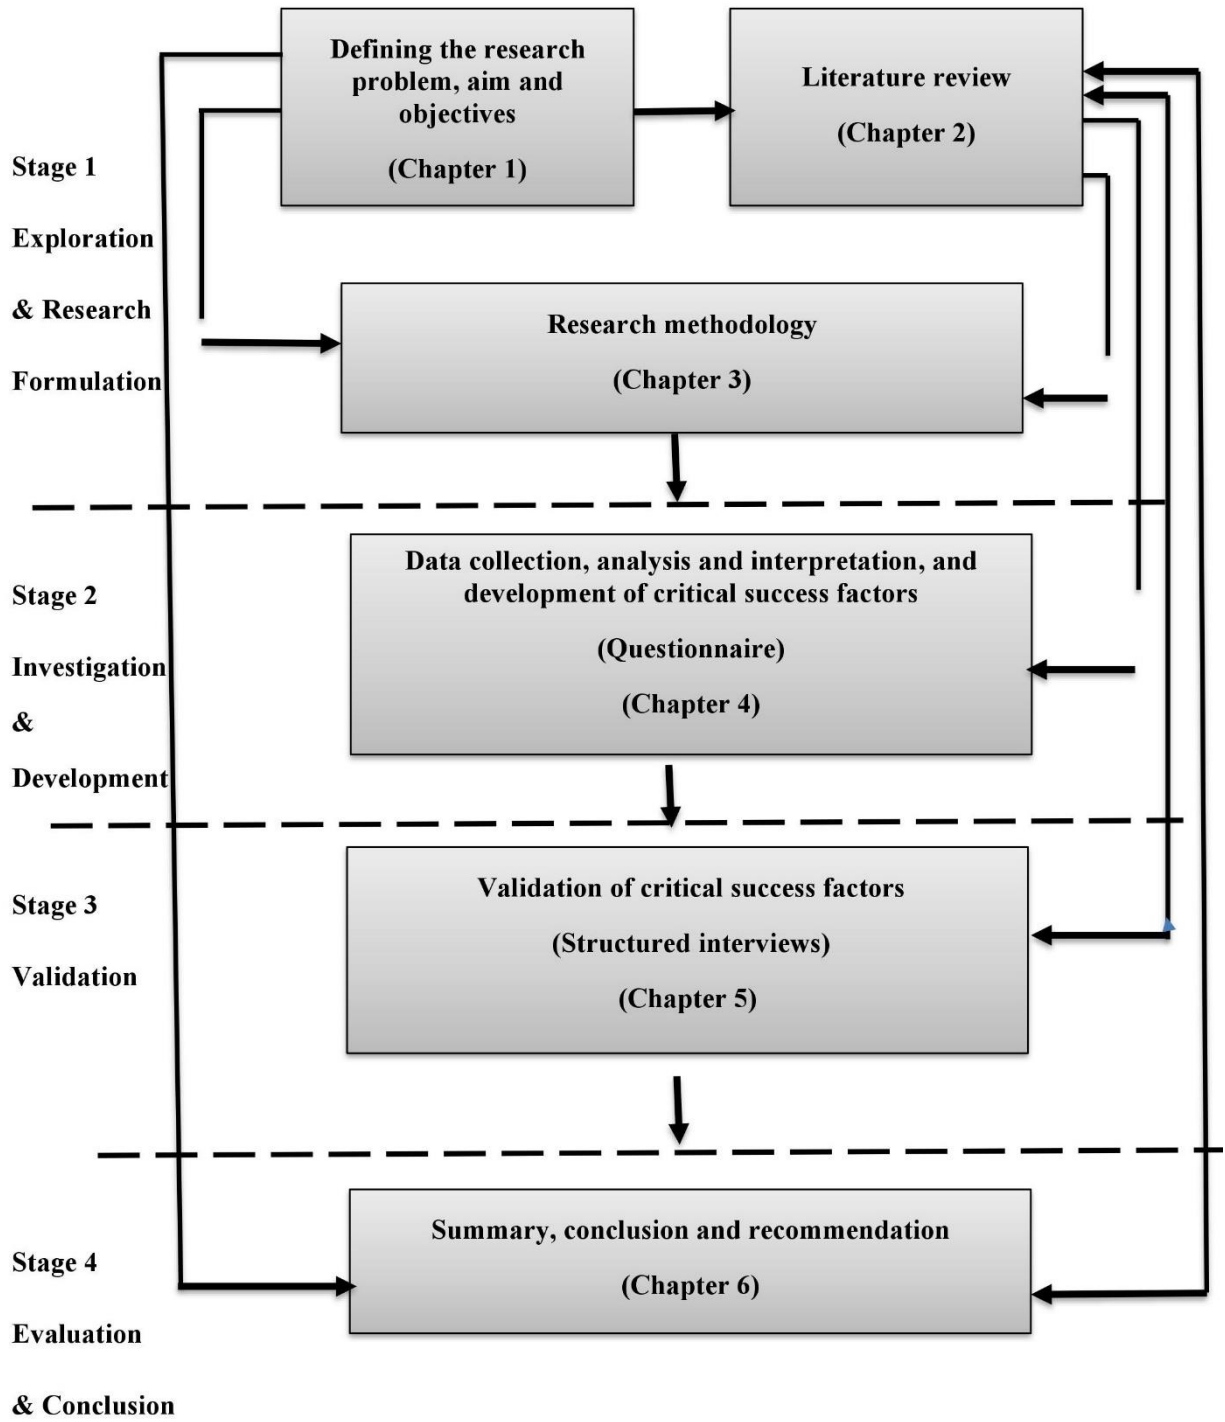 Defining the research
problem, aim and
objectives
(Chapter 1)
Literature review
(Chapter 2)
Stage 1
Exploration
& Research
Formulation
Research methodology
(Chapter 3)
Stage 2
Investigation
&
Development
Data collection, analysis and interpretation, and
development of critical success factors
(Questionnaire)
(Chapter 4)
Stage 3
Validation
Validation of critical success factors
(Structured interviews)
(Chapter 5)
Stage 4
Evaluation
& Conclusion
Summary, conclusion and recommendation
(Chapter 6)